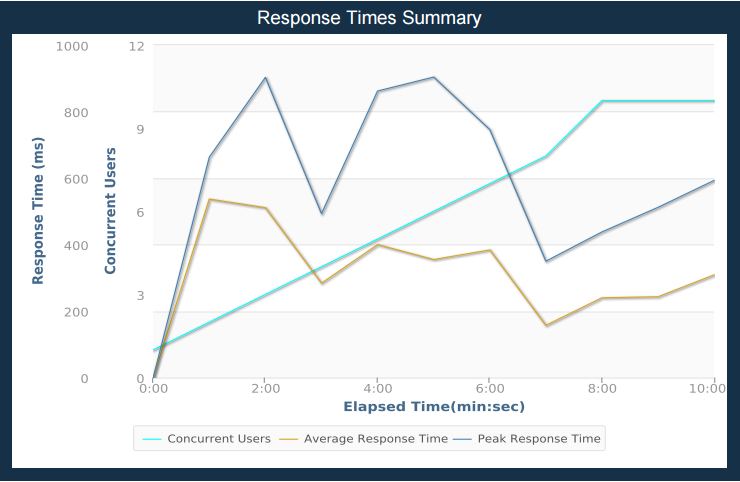 Response Times Summary
1000 12
800 9
600
6
400
200 3
0 0
0:00 2:00 4:00 6:00 8:00 10:00
Response Time (ms)
Concurrent Users
Elapsed Time(min:sec)
Concurrent Users Average Response Time Peak Response Time